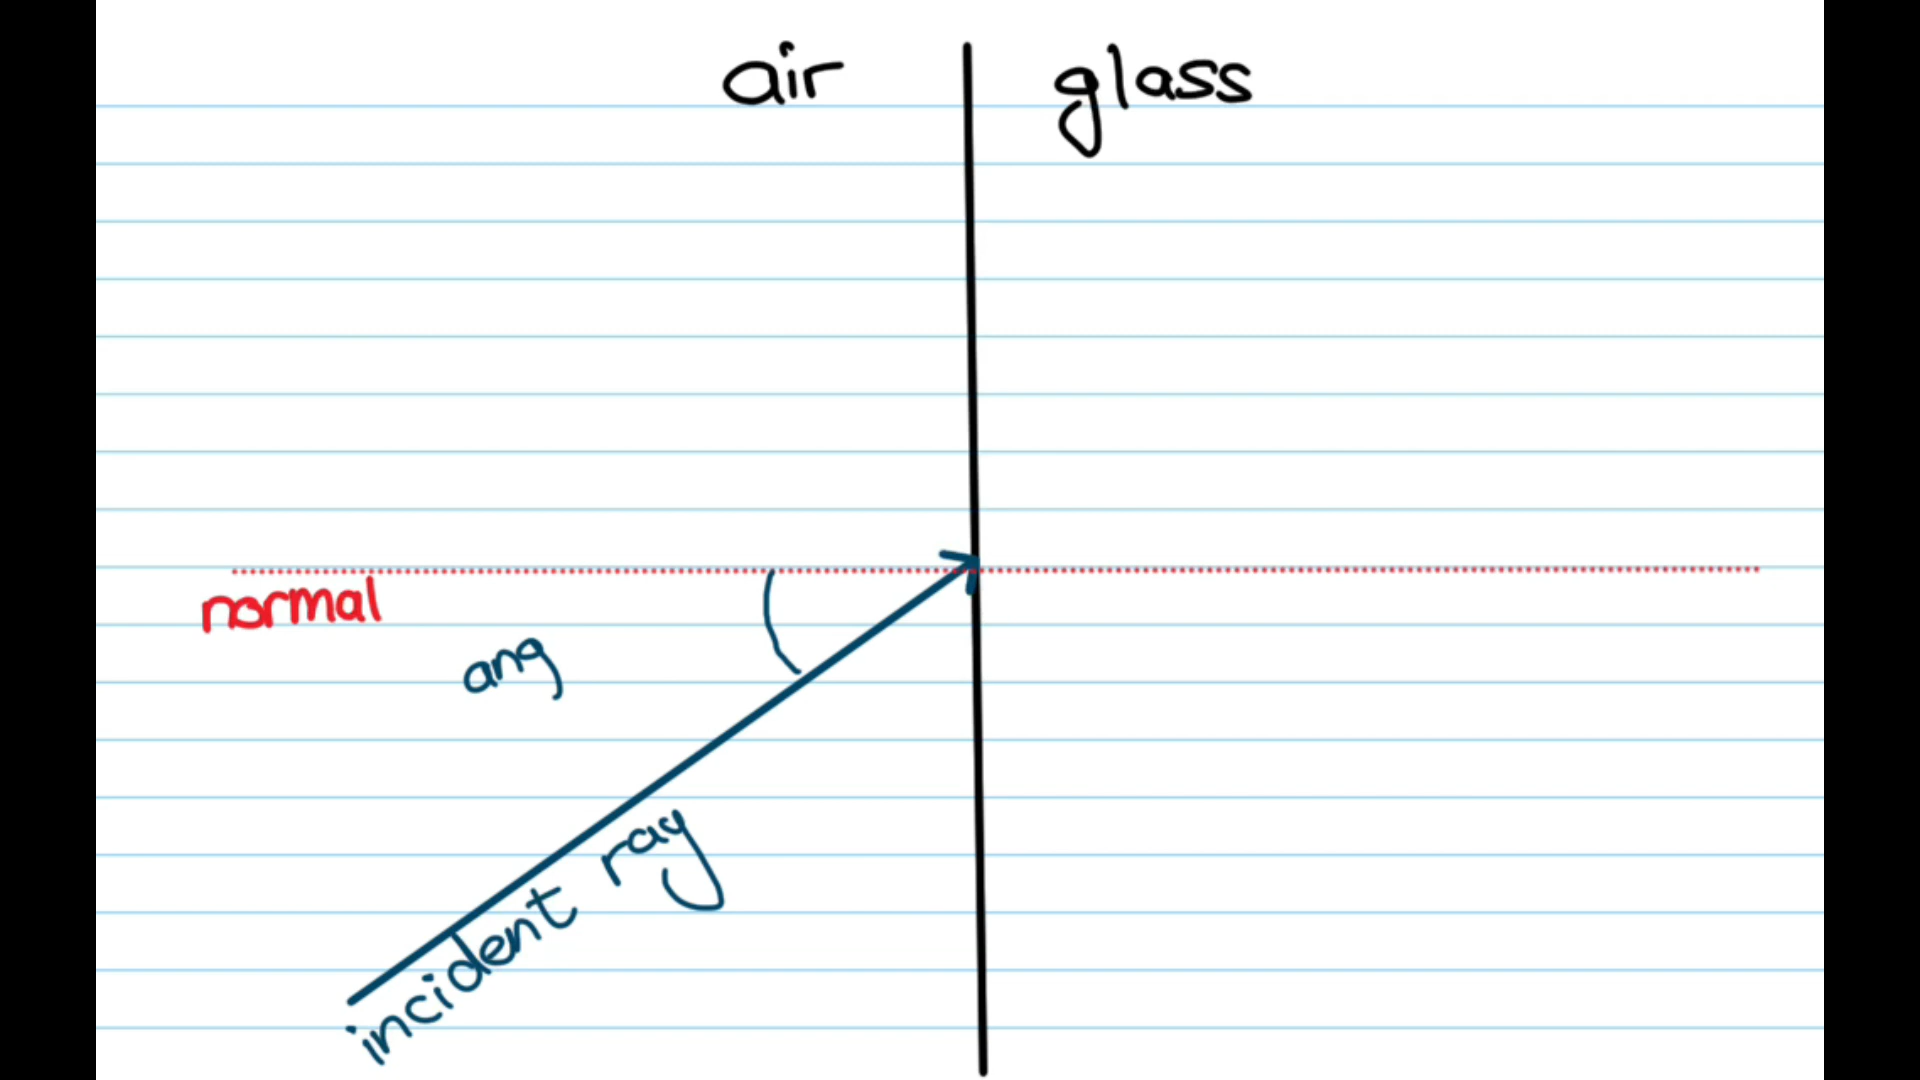 air
glass
normal
ang
incident ray